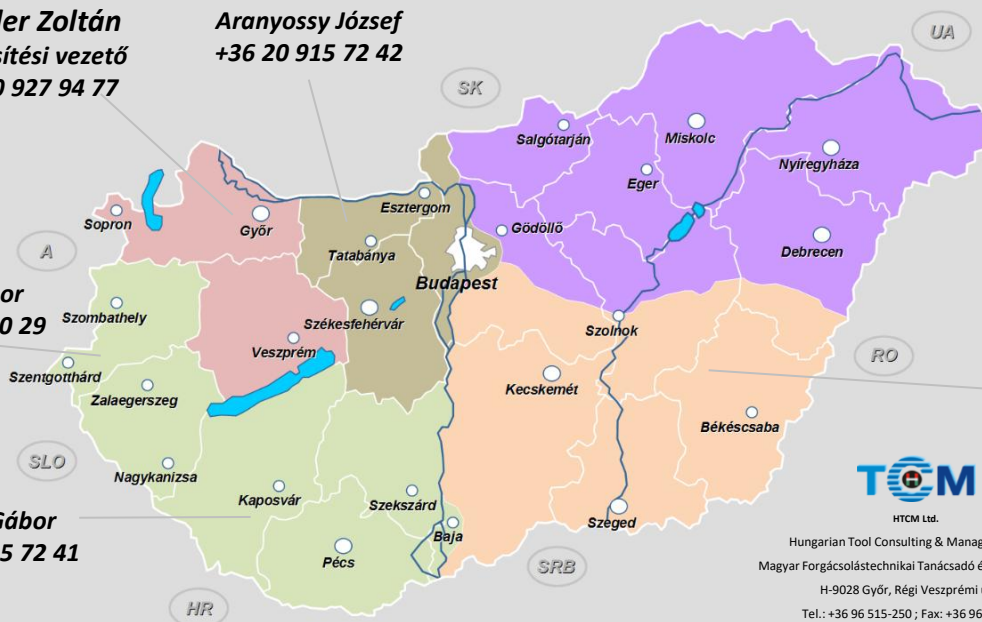 ler Zoltán
sítési vezető
0 927 94 77
Aranyossy József
+36 20 915 72 42
UA
SK
Salgótarján
Miskolc
Nyíregyháza
Eger
Esztergom
Sopron
Győr
Gödöllő
Debrecen
A
Tatabánya
Budapest
or
0 29
Szombathely
Székesfehérvár
Szolnok
Veszprém
RO
Szentgotthárd
Zalaegerszeg
Kecskemét
Békéscsaba
SLO
Nagykanizsa
Kaposvár
Szekszárd
TCM
HTCM Ltd.
Gábor
5 72 41
Baja
Szeged
Pécs
SRB
HR
Hungarian Tool Consulting & Manag
Magyar Forgácsolástechnikai Tanácsadó é
H-9028 Győr, Régi Veszprémi
Tel.: +36 96 515-250 ; Fax: +36 96